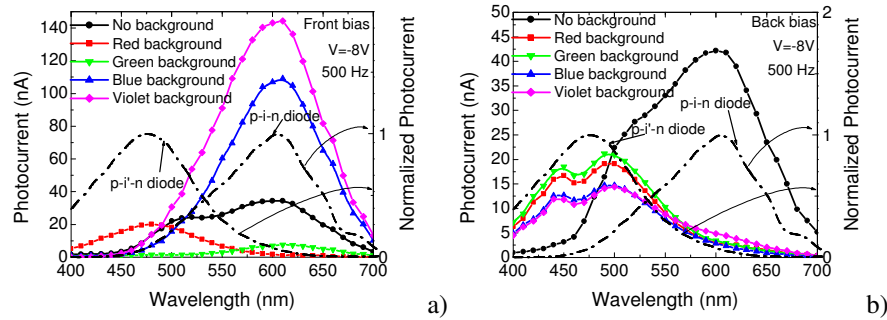 140
120
100
80
60
40
20
0
Photocurrent (nA)
No background
Red background
Green background
Blue background
Violet background
Front bias
V=-8V
500 Hz
p-i-n diode
p-i'-n diode
1
0
Normalized Photocurrent
400 450 500 550 600 650 700
Wavelength (nm)
a)
50
45
40
35
30
25
20
15
10
5
0
Photocurrent (nA)
No background
Red background
Green background
Blue background
Violet background
Back bias
V=-8V
500 Hz
p-i-n diode
p-i'-n diode
2
1
0
Normalized Photocurrent
400 450 500 550 600 650 700
Wavelength (nm)
b)